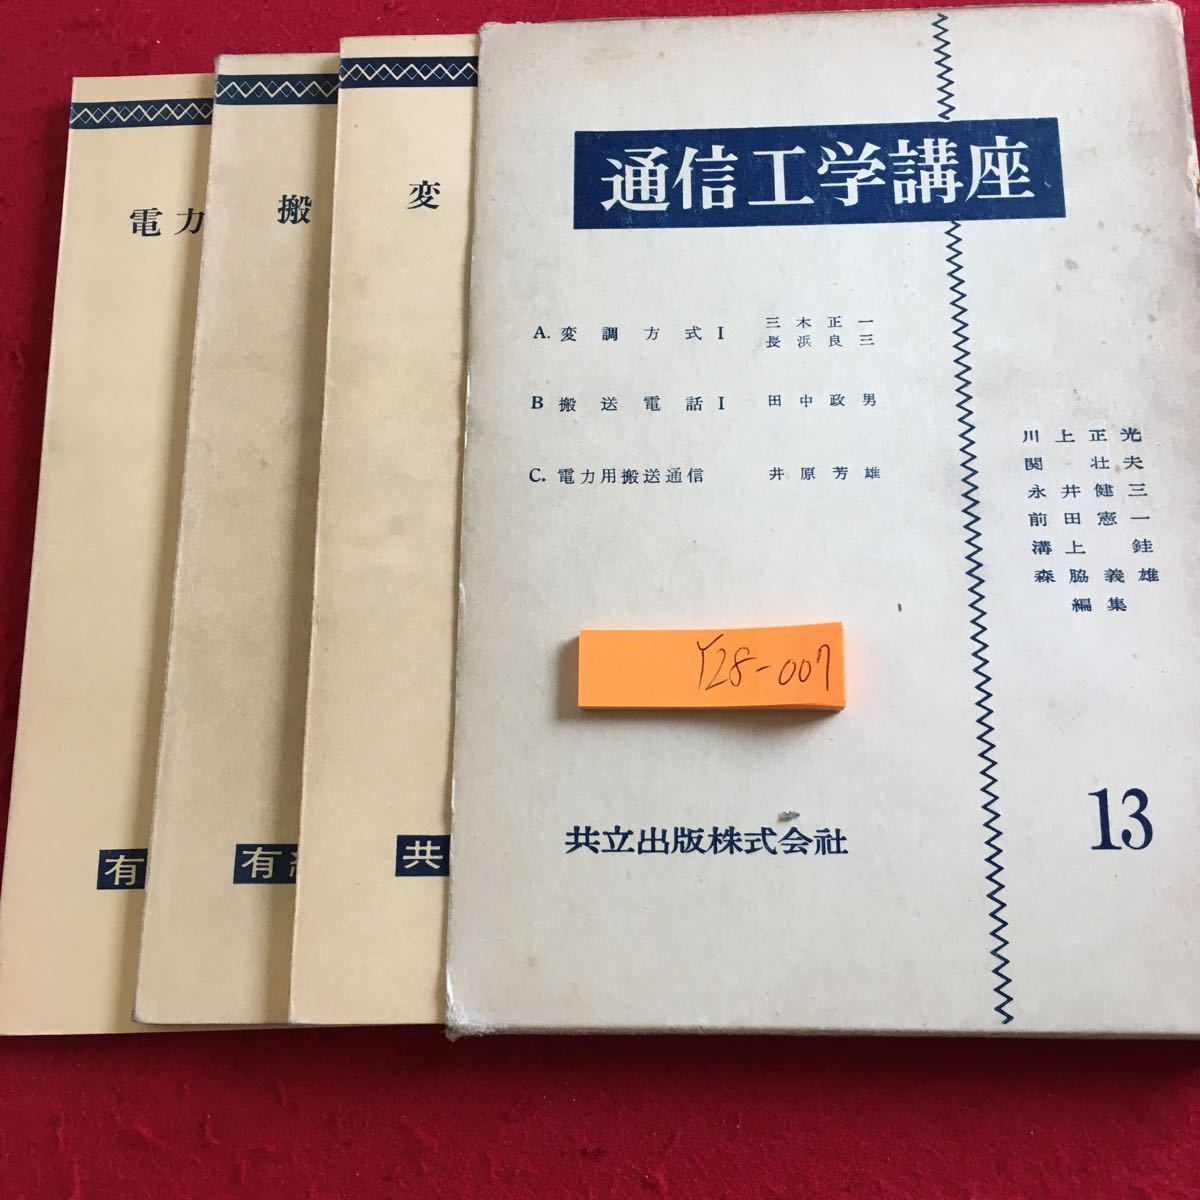 通信工学講座
A. 変調方式 I 三木正一
長浜良三
B 搬送電話 I 田中政男
C. 電力用搬送通信 井原芳雄
川上正光
関壮夫
永井健三
前田憲一
溝上銈
森脇義雄
編集
Y28-007
13
共立出版株式会社
変
共
搬
有
電力
有